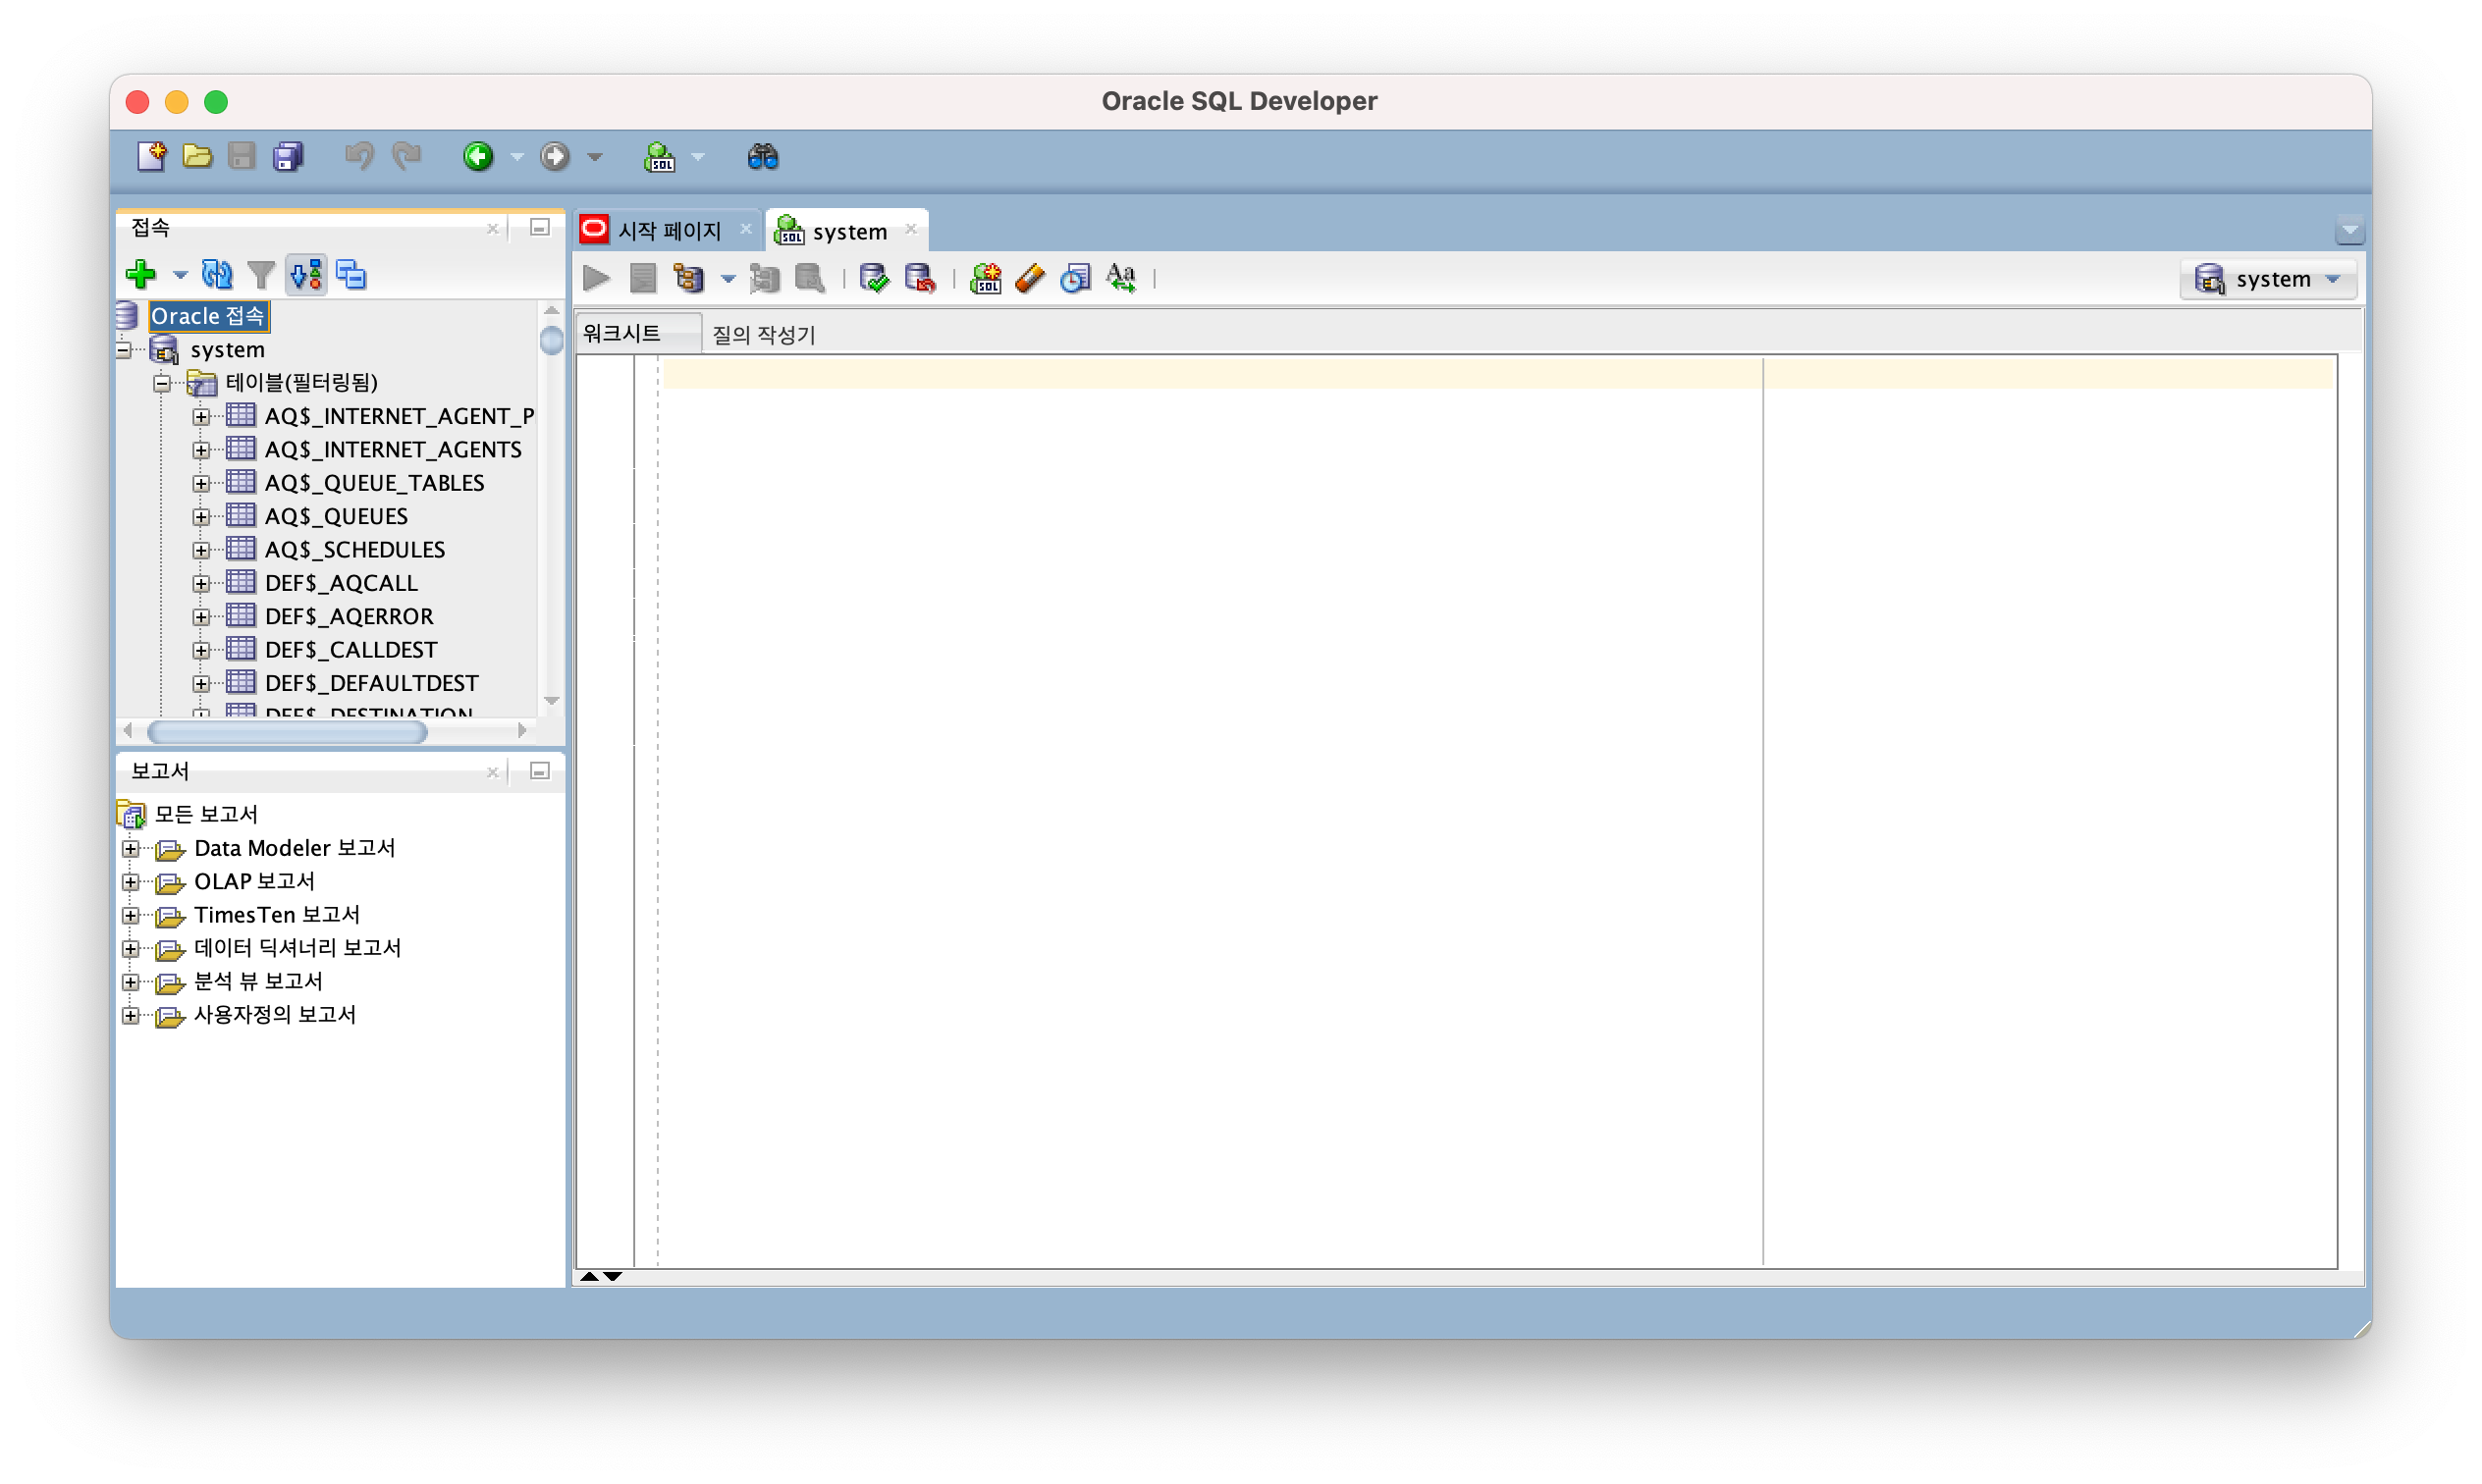 Oracle SQL Developer
접속
시작 페이지
system
system
Oracle 접속
system
테이블(필터링됨)
AQ$_INTERNET_AGENT_P
AQ$_INTERNET_AGENTS
AQ$_QUEUE_TABLES
AQ$_QUEUES
AQ$_SCHEDULES
DEF$_AQCALL
DEF$_AQERROR
DEF$_CALLDEST
DEF$_DEFAULTDEST
DEF$_DESTINATION
워크시트
질의 작성기
보고서
모든 보고서
Data Modeler 보고서
OLAP 보고서
TimesTen 보고서
데이터 딕셔너리 보고서
분석 뷰 보고서
사용자정의 보고서